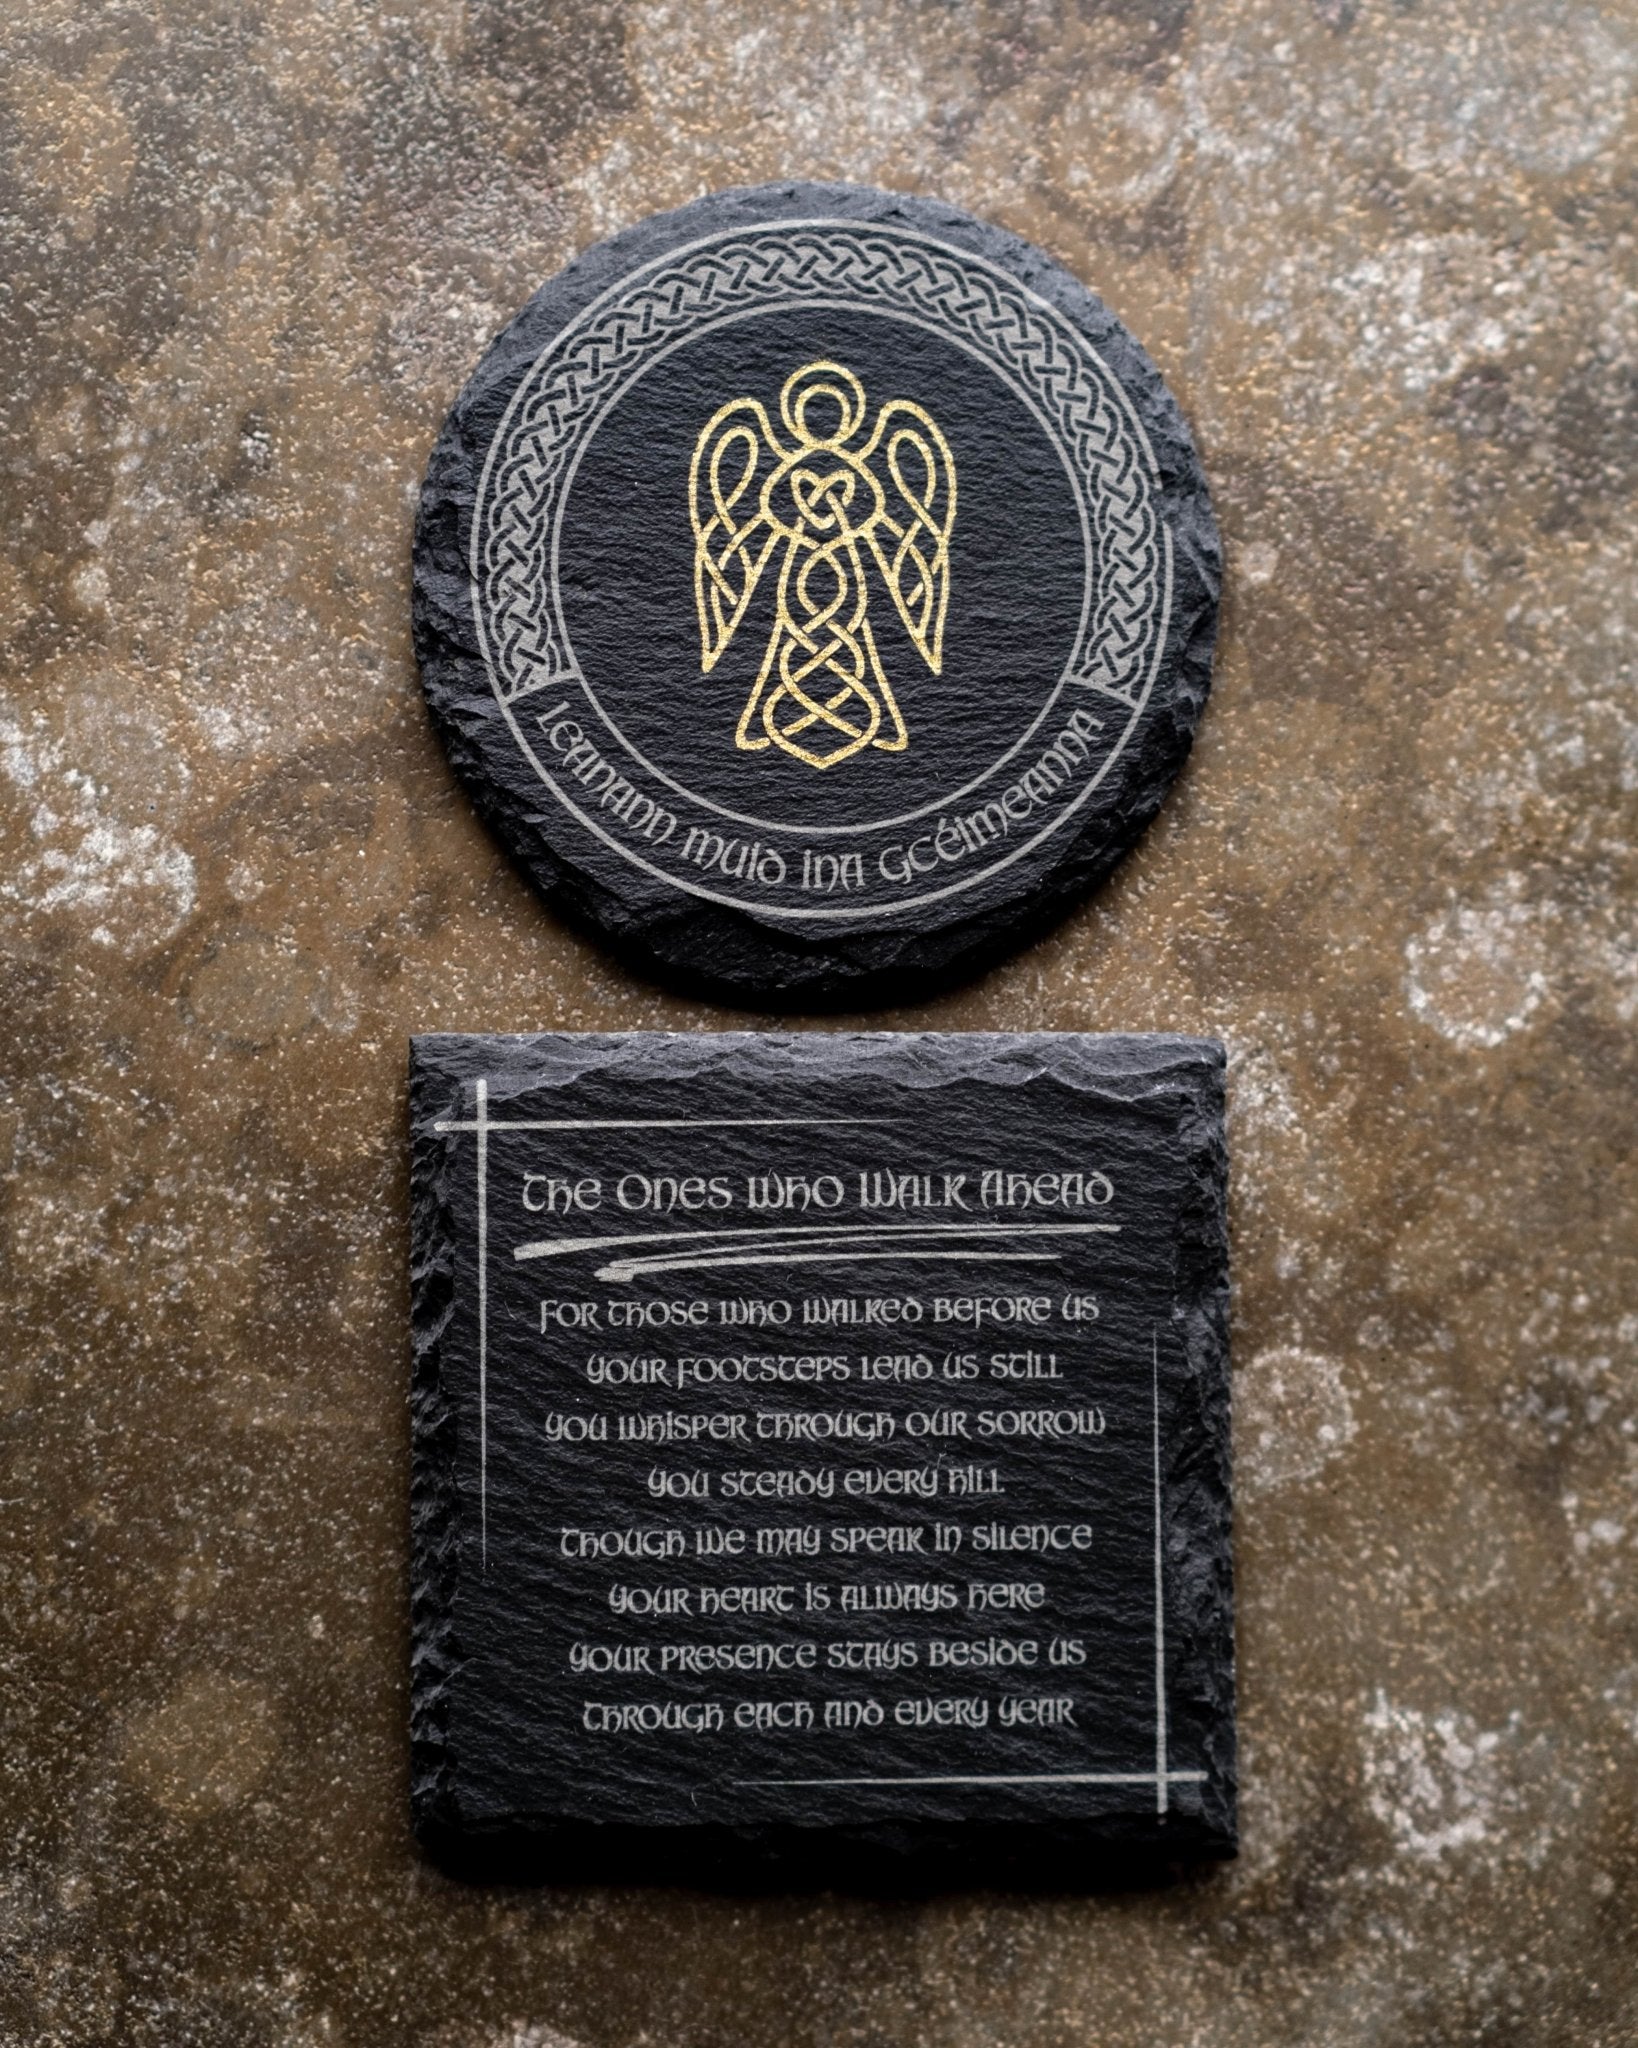 Leanann muid ina gcéimeanna
The Ones Who Walk Ahead
For those who walked before us
Your footsteps lead us still
You whisper through our sorrow
You steady every hill
Though we may speak in silence
Your heart is always here
Your presence stays beside us
Through each and every year